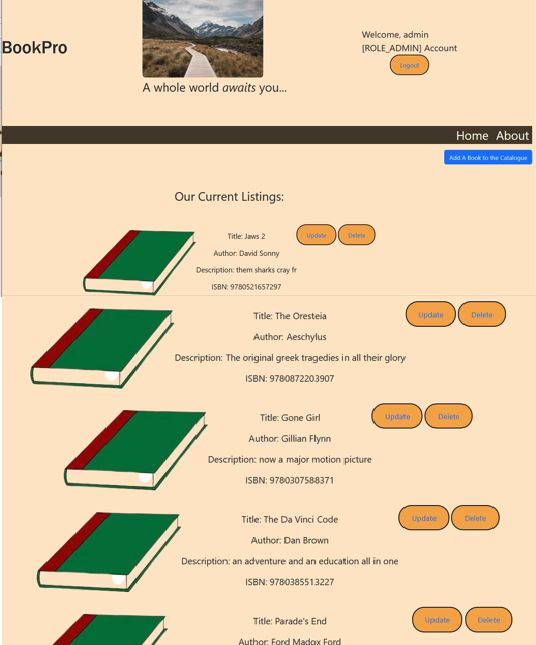 BookPro
Welcome, admin
[ROLE_ADMIN] Account
Logout
A whole world awaits you...
Home About
Add A Book to the Catalogue
Our Current Listings:
Title: Jaws 2
Update Delete
Author: David Sonny
Description: them sharks cray fr
ISBN: 9780521657297
Title: The Oresteia
Update Delete
Author: Aeschylus
Description: The original greek tragedies in all their glory
ISBN: 9780872203907
Title: Gone Girl
Update Delete
Author: Gillian Flynn
Description: now a major motion picture
ISBN: 9780307588371
Title: The Da Vinci Code
Update Delete
Author: Dan Brown
Description: an adventure and an education all in one
ISBN: 9780385513227
Title: Parade's End
Update Delete
Author: Ford Madox Ford